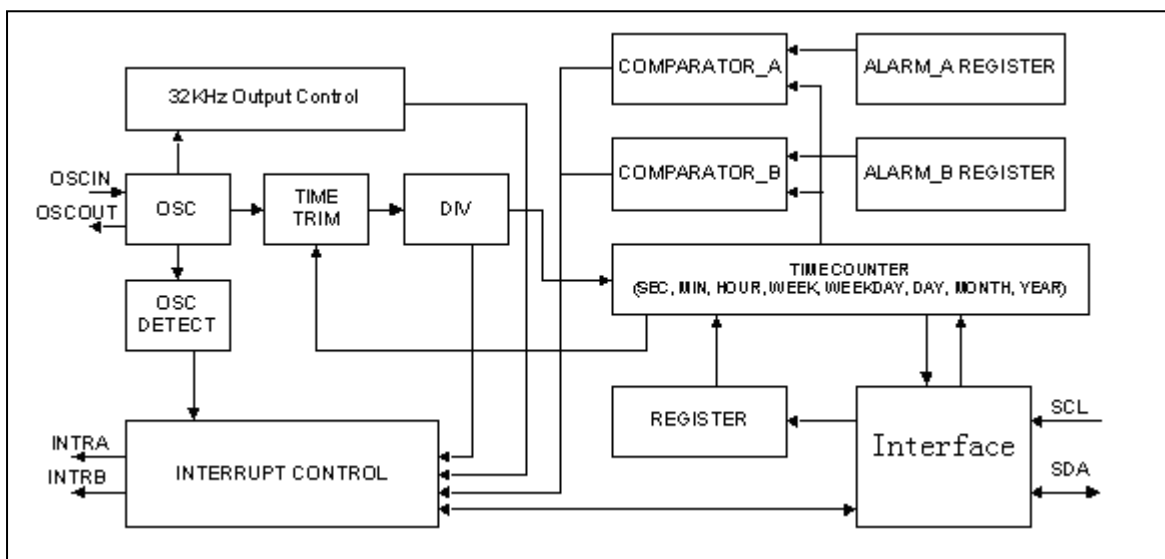 COMPARATOR_A
ALARM_A REGISTER
32KHz Output Control
COMPARATOR_B
ALARM_B REGISTER
OSCIN
OSCOUT
OSC
TIME
TRIM
DIV
TIME COUNTER
(SEC, MIN, HOUR, WEEK, WEEKDAY, DAY, MONTH, YEAR)
OSC
DETECT
REGISTER
Interface
SCL
SDA
INTRA
INTRB
INTERRUPT CONTROL